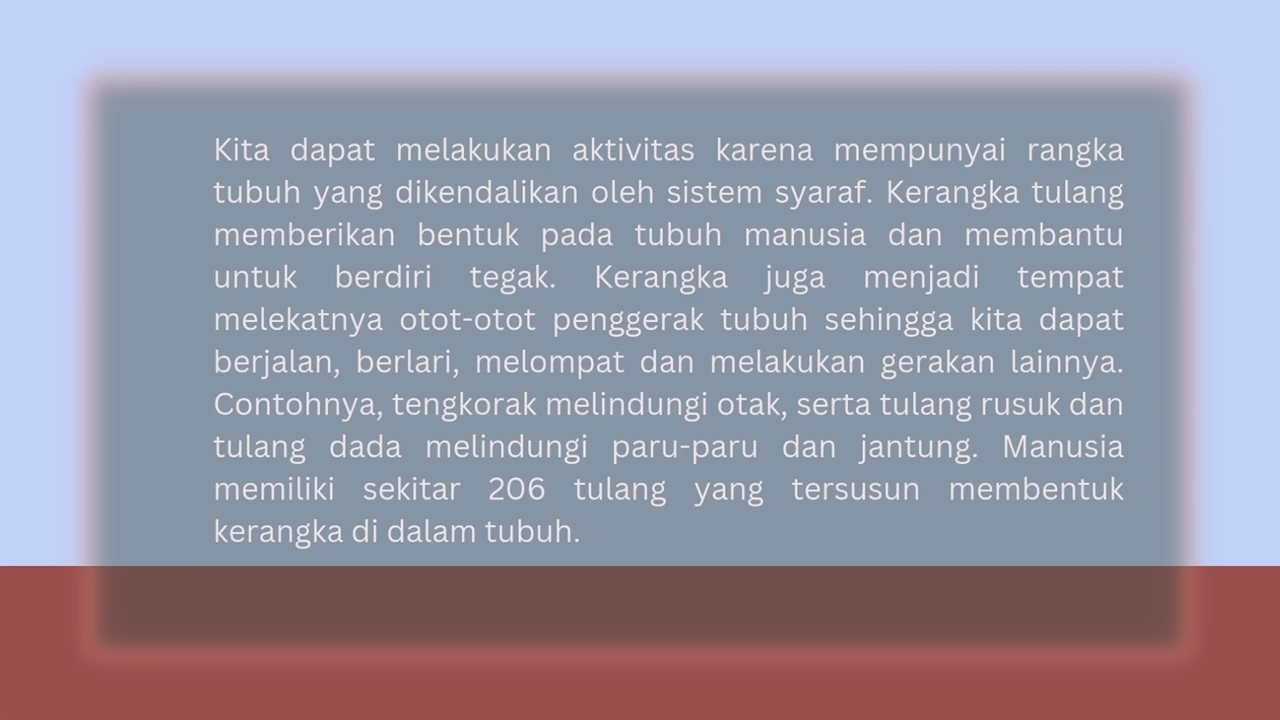 Kita dapat melakukan aktivitas karena mempunyai rangka
tubuh yang dikendalikan oleh sistem syaraf. Kerangka tulang
memberikan bentuk pada tubuh manusia dan membantu
untuk berdiri tegak. Kerangka juga menjadi tempat
melekatnya otot-otot penggerak tubuh sehingga kita dapat
berjalan, berlari, melompat dan melakukan gerakan lainnya.
Contohnya, tengkorak melindungi otak, serta tulang rusuk dan
tulang dada melindungi paru-paru dan jantung. Manusia
memiliki sekitar 206 tulang yang tersusun membentuk
kerangka di dalam tubuh.